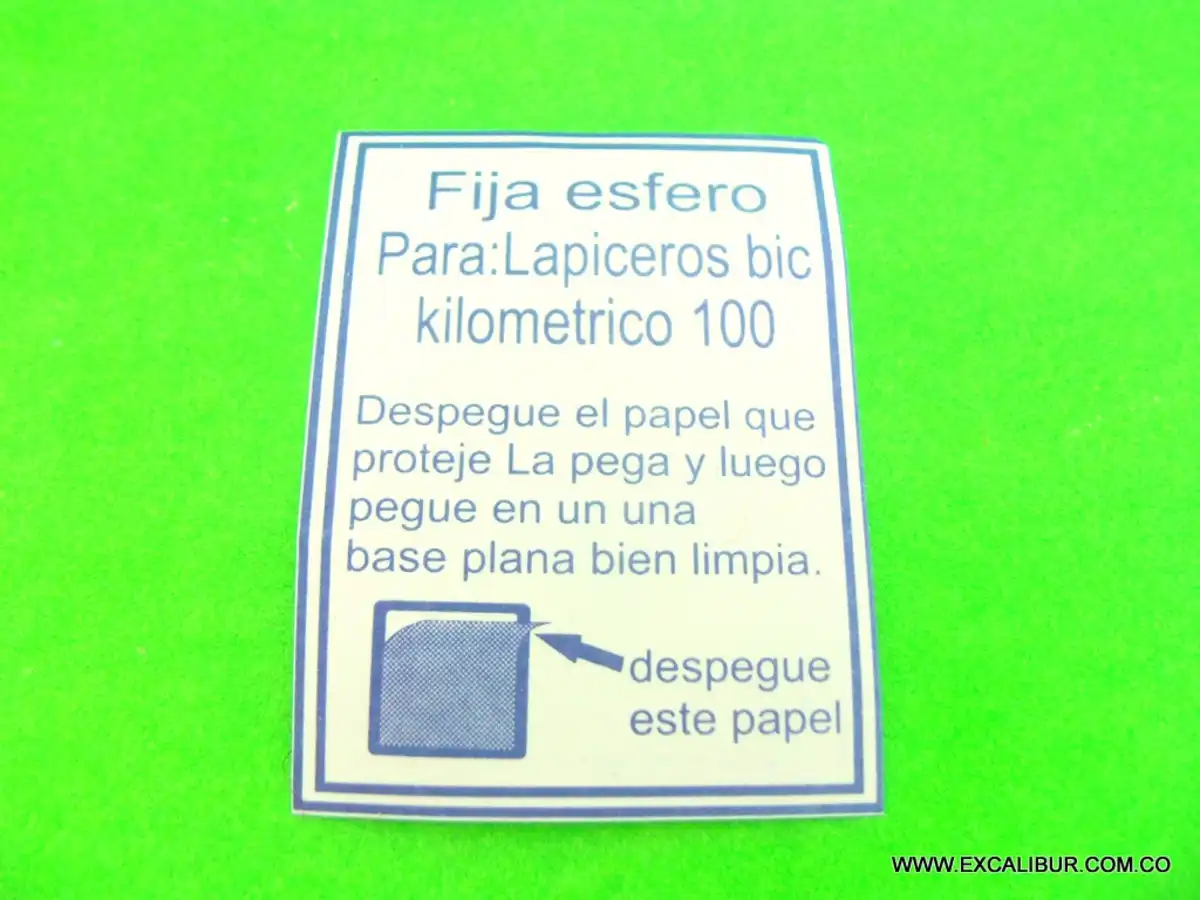 Fija esfero
Para:Lapiceros bic
kilometrico 100
Despegue el papel que
proteje La pega y luego
pegue en un una
base plana bien limpia.
despegue
este papel
WWW.EXCALIBUR.COM.CO